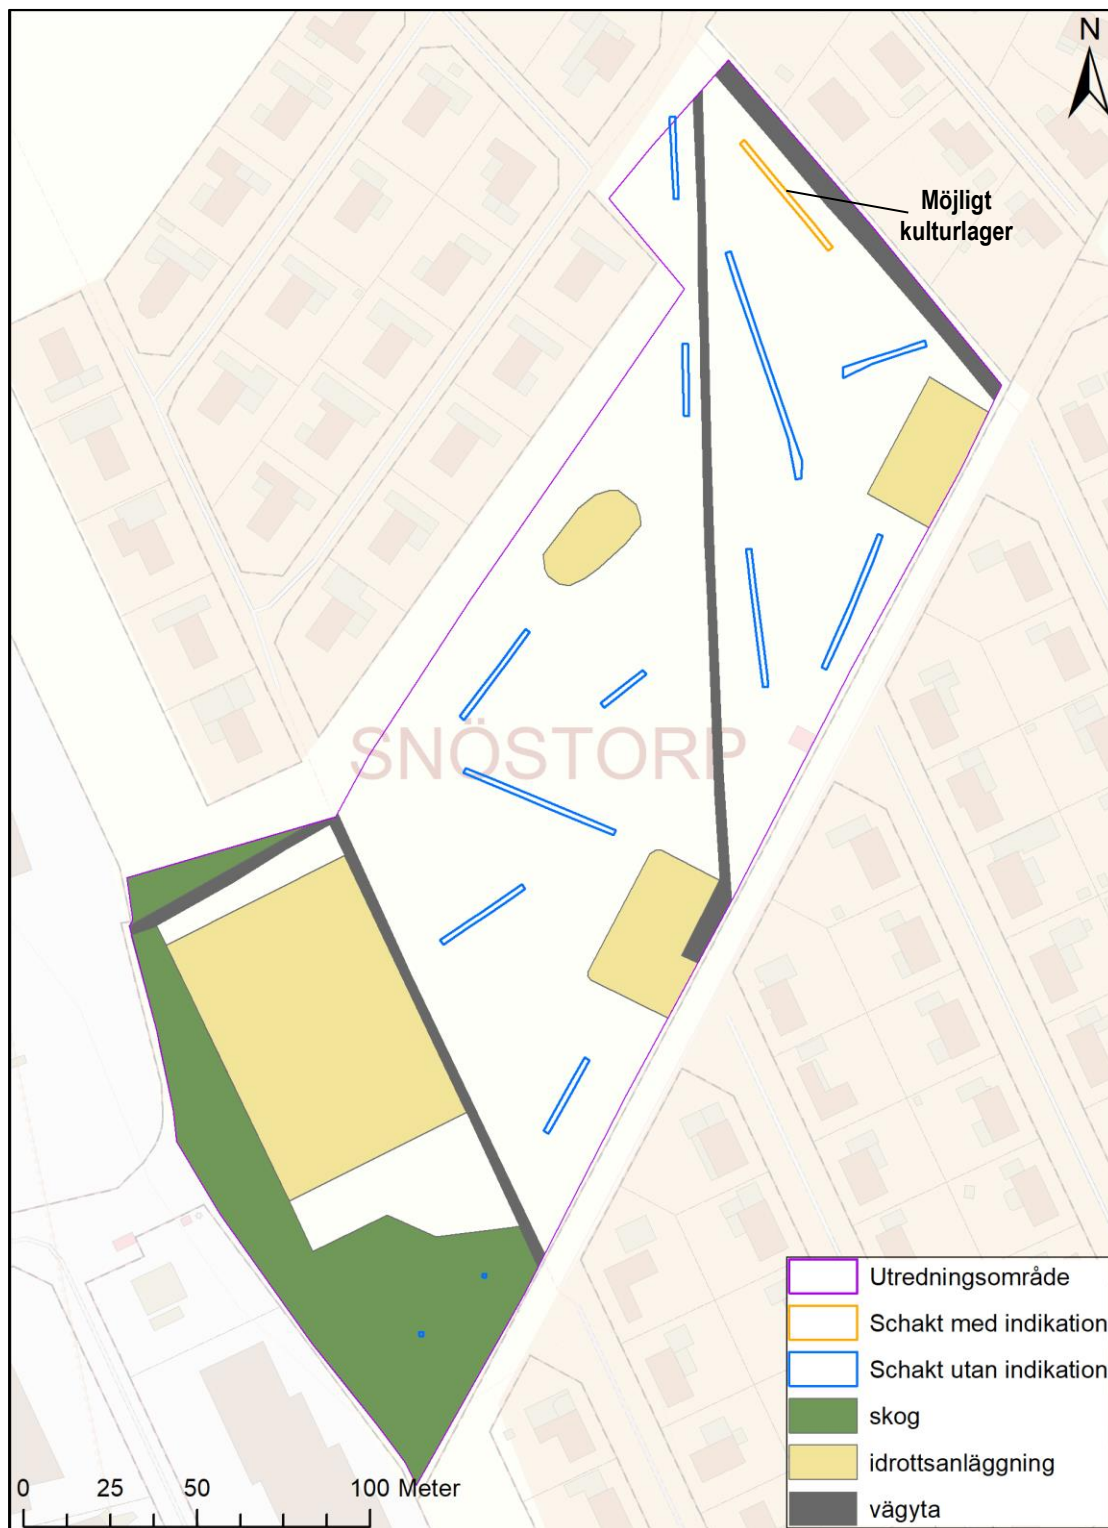 N
Möjligt
kulturlager
SNÖSTORP
Utredningsområde
Schakt med indikation
Schakt utan indikation
skog
idrottsanläggning
vägyta
0 25 50 100 Meter